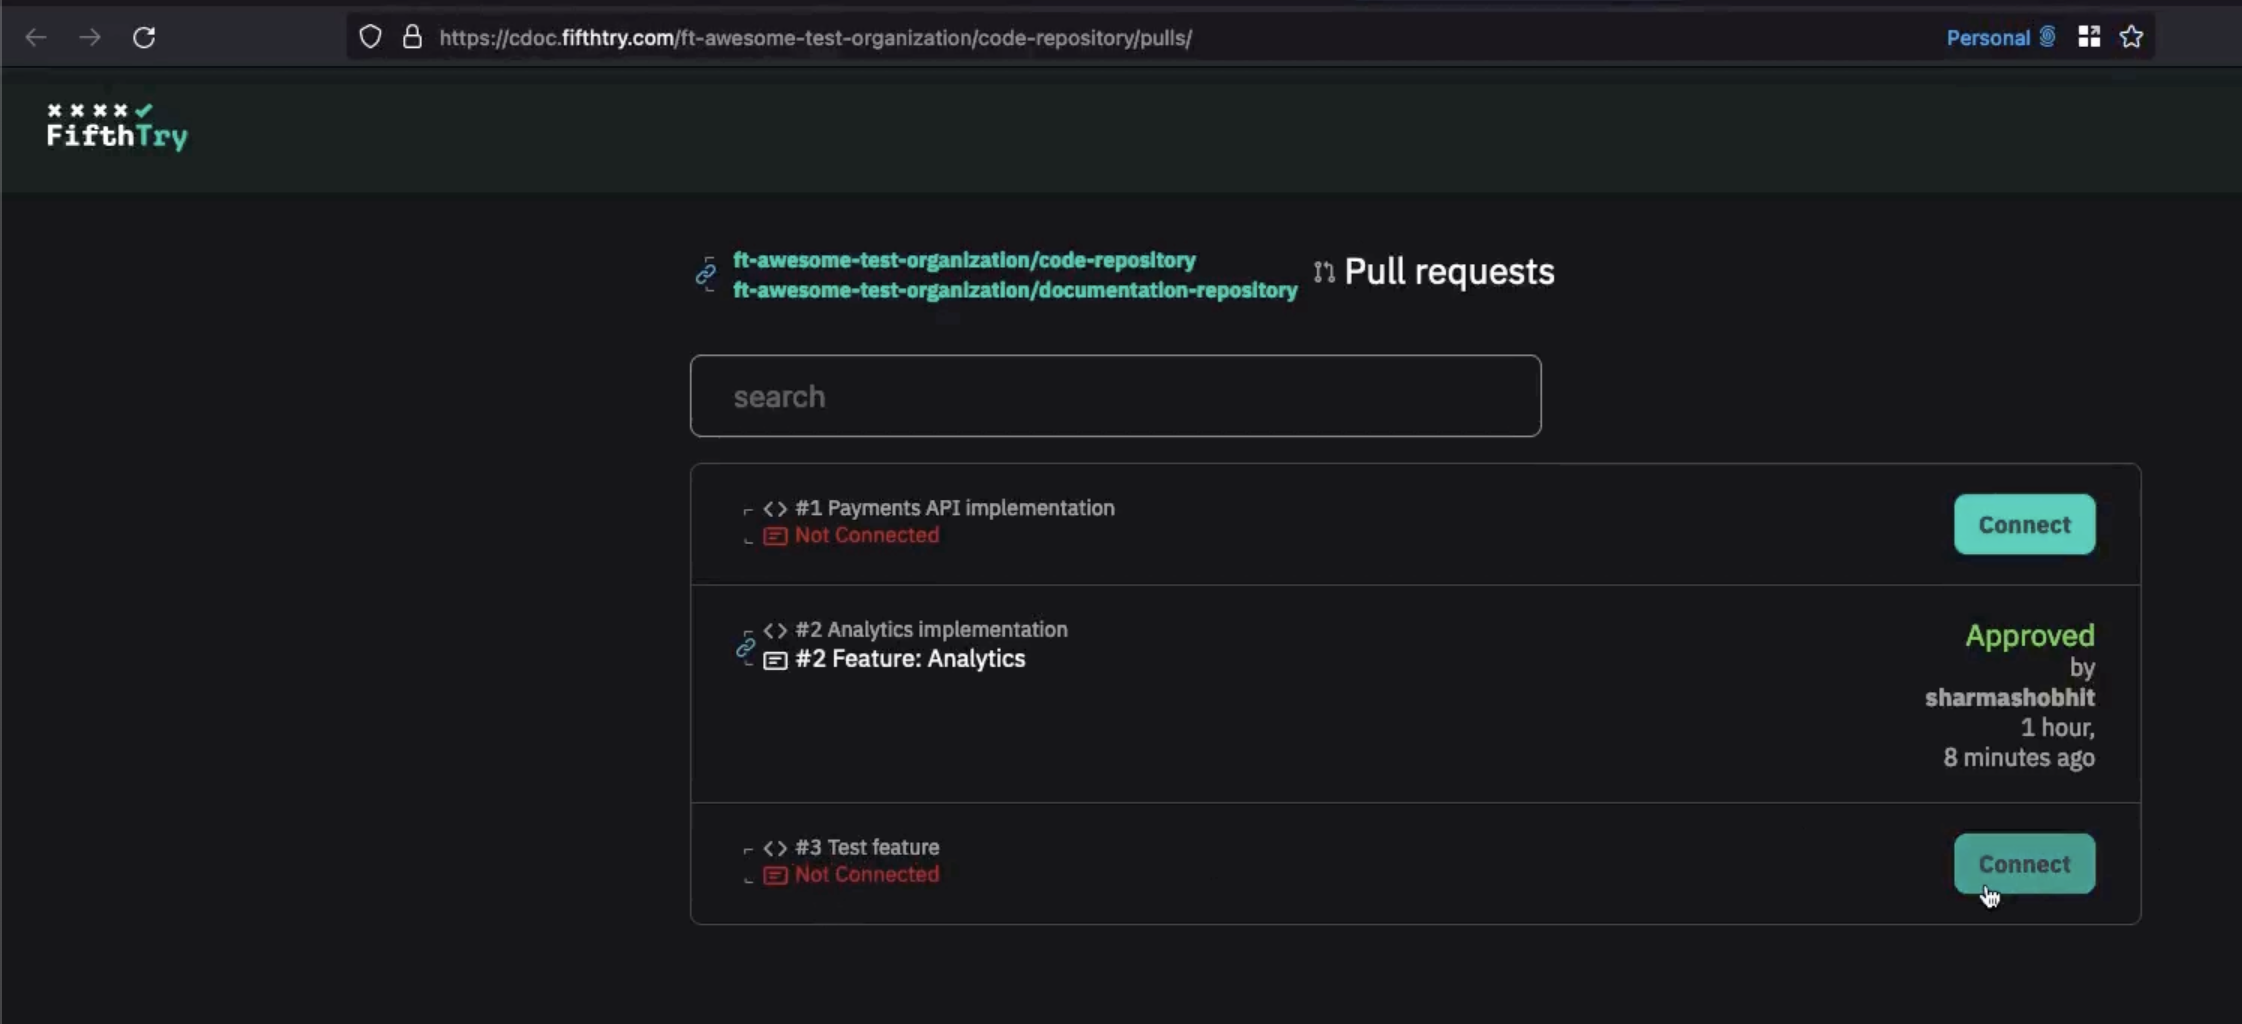 https://cdoc.fifthtry.com/ft-awesome-test-organization/code-repository/pulls/
Personal
FifthTry
ft-awesome-test-organization/code-repository
ft-awesome-test-organization/documentation-repository
Pull requests
search
#1 Payments API implementation
Not Connected
Connect
#2 Analytics implementation
#2 Feature: Analytics
Approved
by
sharmashobhit
1 hour,
8 minutes ago
#3 Test feature
Not Connected
Connect